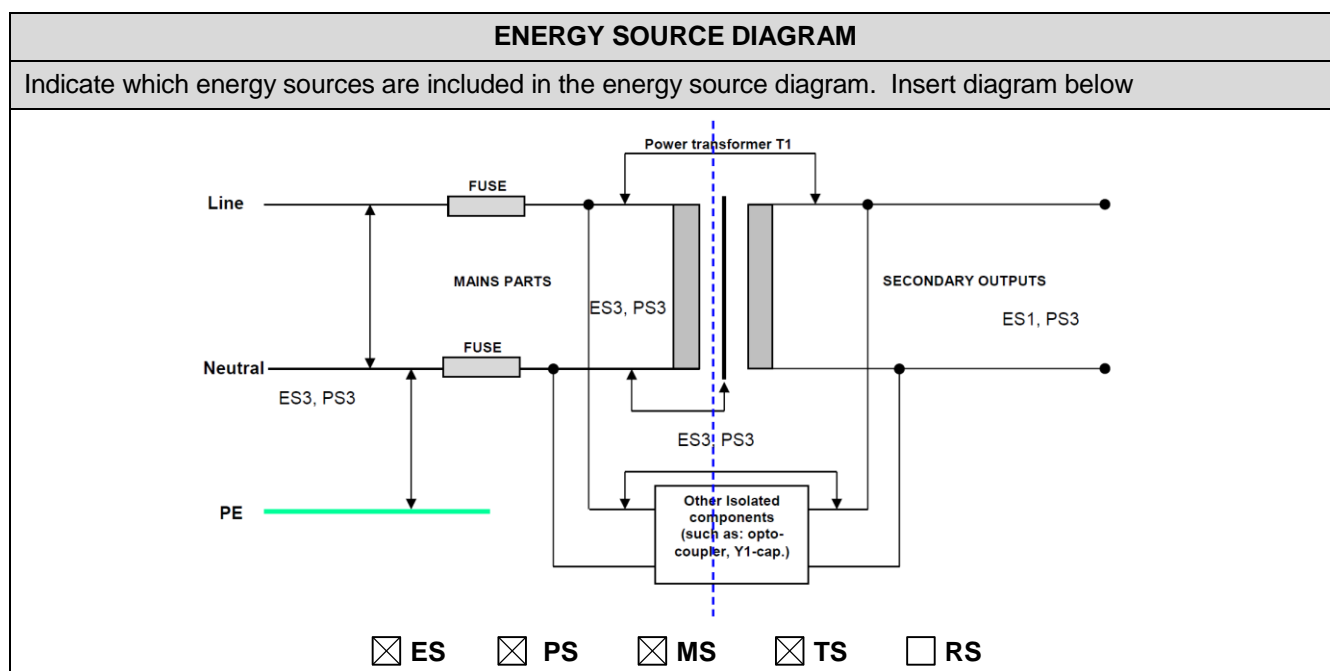 ENERGY SOURCE DIAGRAM
Indicate which energy sources are included in the energy source diagram. Insert diagram below
Power transformer T1
FUSE
Line
MAINS PARTS
SECONDARY OUTPUTS
ES3, PS3
ES1, PS3
FUSE
Neutral
ES3, PS3
ES3, PS3
PE
Other Isolated
components
(such as: opto-
coupler, Y1-cap.)
ES PS MS TS RS